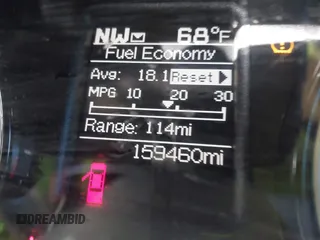 NW 68°F
Fuel Economy
Avg: 18.1 Reset
MPG 10 20 30
Range: 114mi
159460mi
DREAMBID